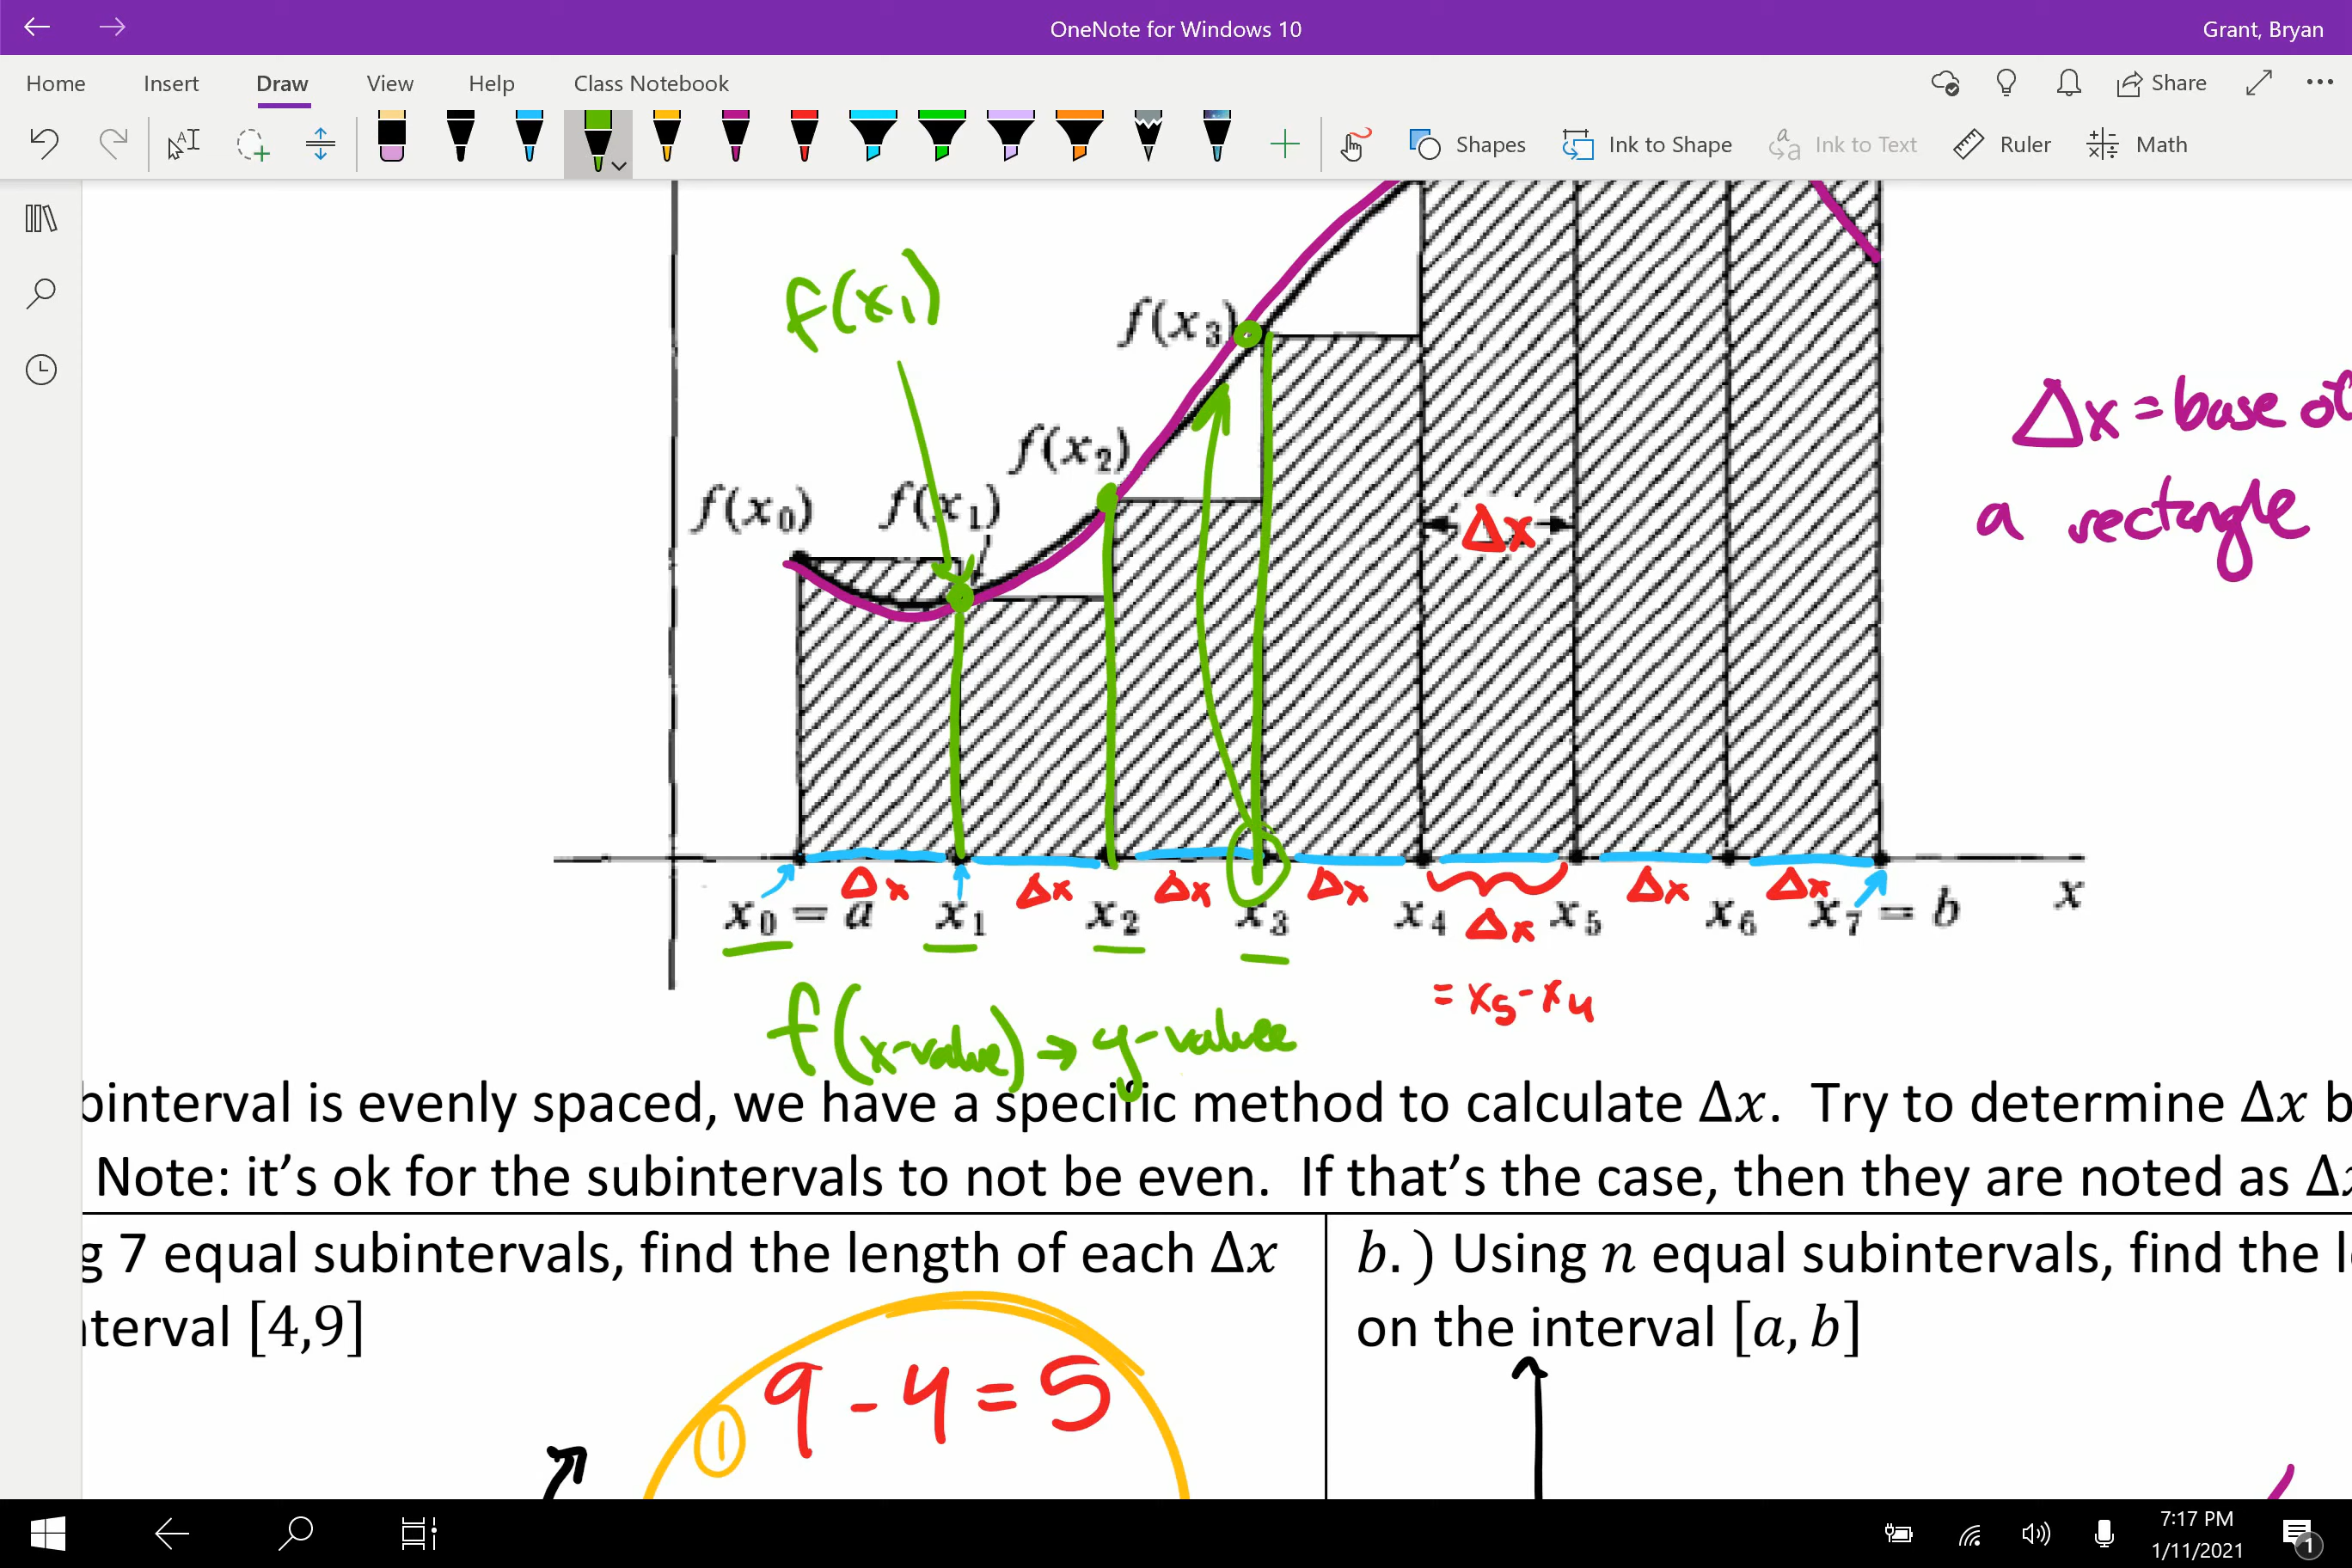 OneNote for Windows 10
Grant, Bryan
Home Insert Draw View Help Class Notebook
Share
Shapes Ink to Shape Ink to Text Ruler Math
f(x₁)
f(x₃)
Δx = base of
a rectangle
f(x₂)
f(x₀) f(x₁)
Δx
Δx Δx Δx Δx Δx Δx
x₀ = a x₁ x₂ x₃ x₄ Δx x₅ x₆ x₇ = b x
= x₅ - x₄
f(x-value) → y-value
binterval is evenly spaced, we have a specific method to calculate Δx. Try to determine Δx b
Note: it’s ok for the subintervals to not be even. If that’s the case, then they are noted as Δx
g 7 equal subintervals, find the length of each Δx
terval [4,9]
b.) Using n equal subintervals, find the l
on the interval [a, b]
① 9 - 4 = 5
7:17 PM
1/11/2021
1